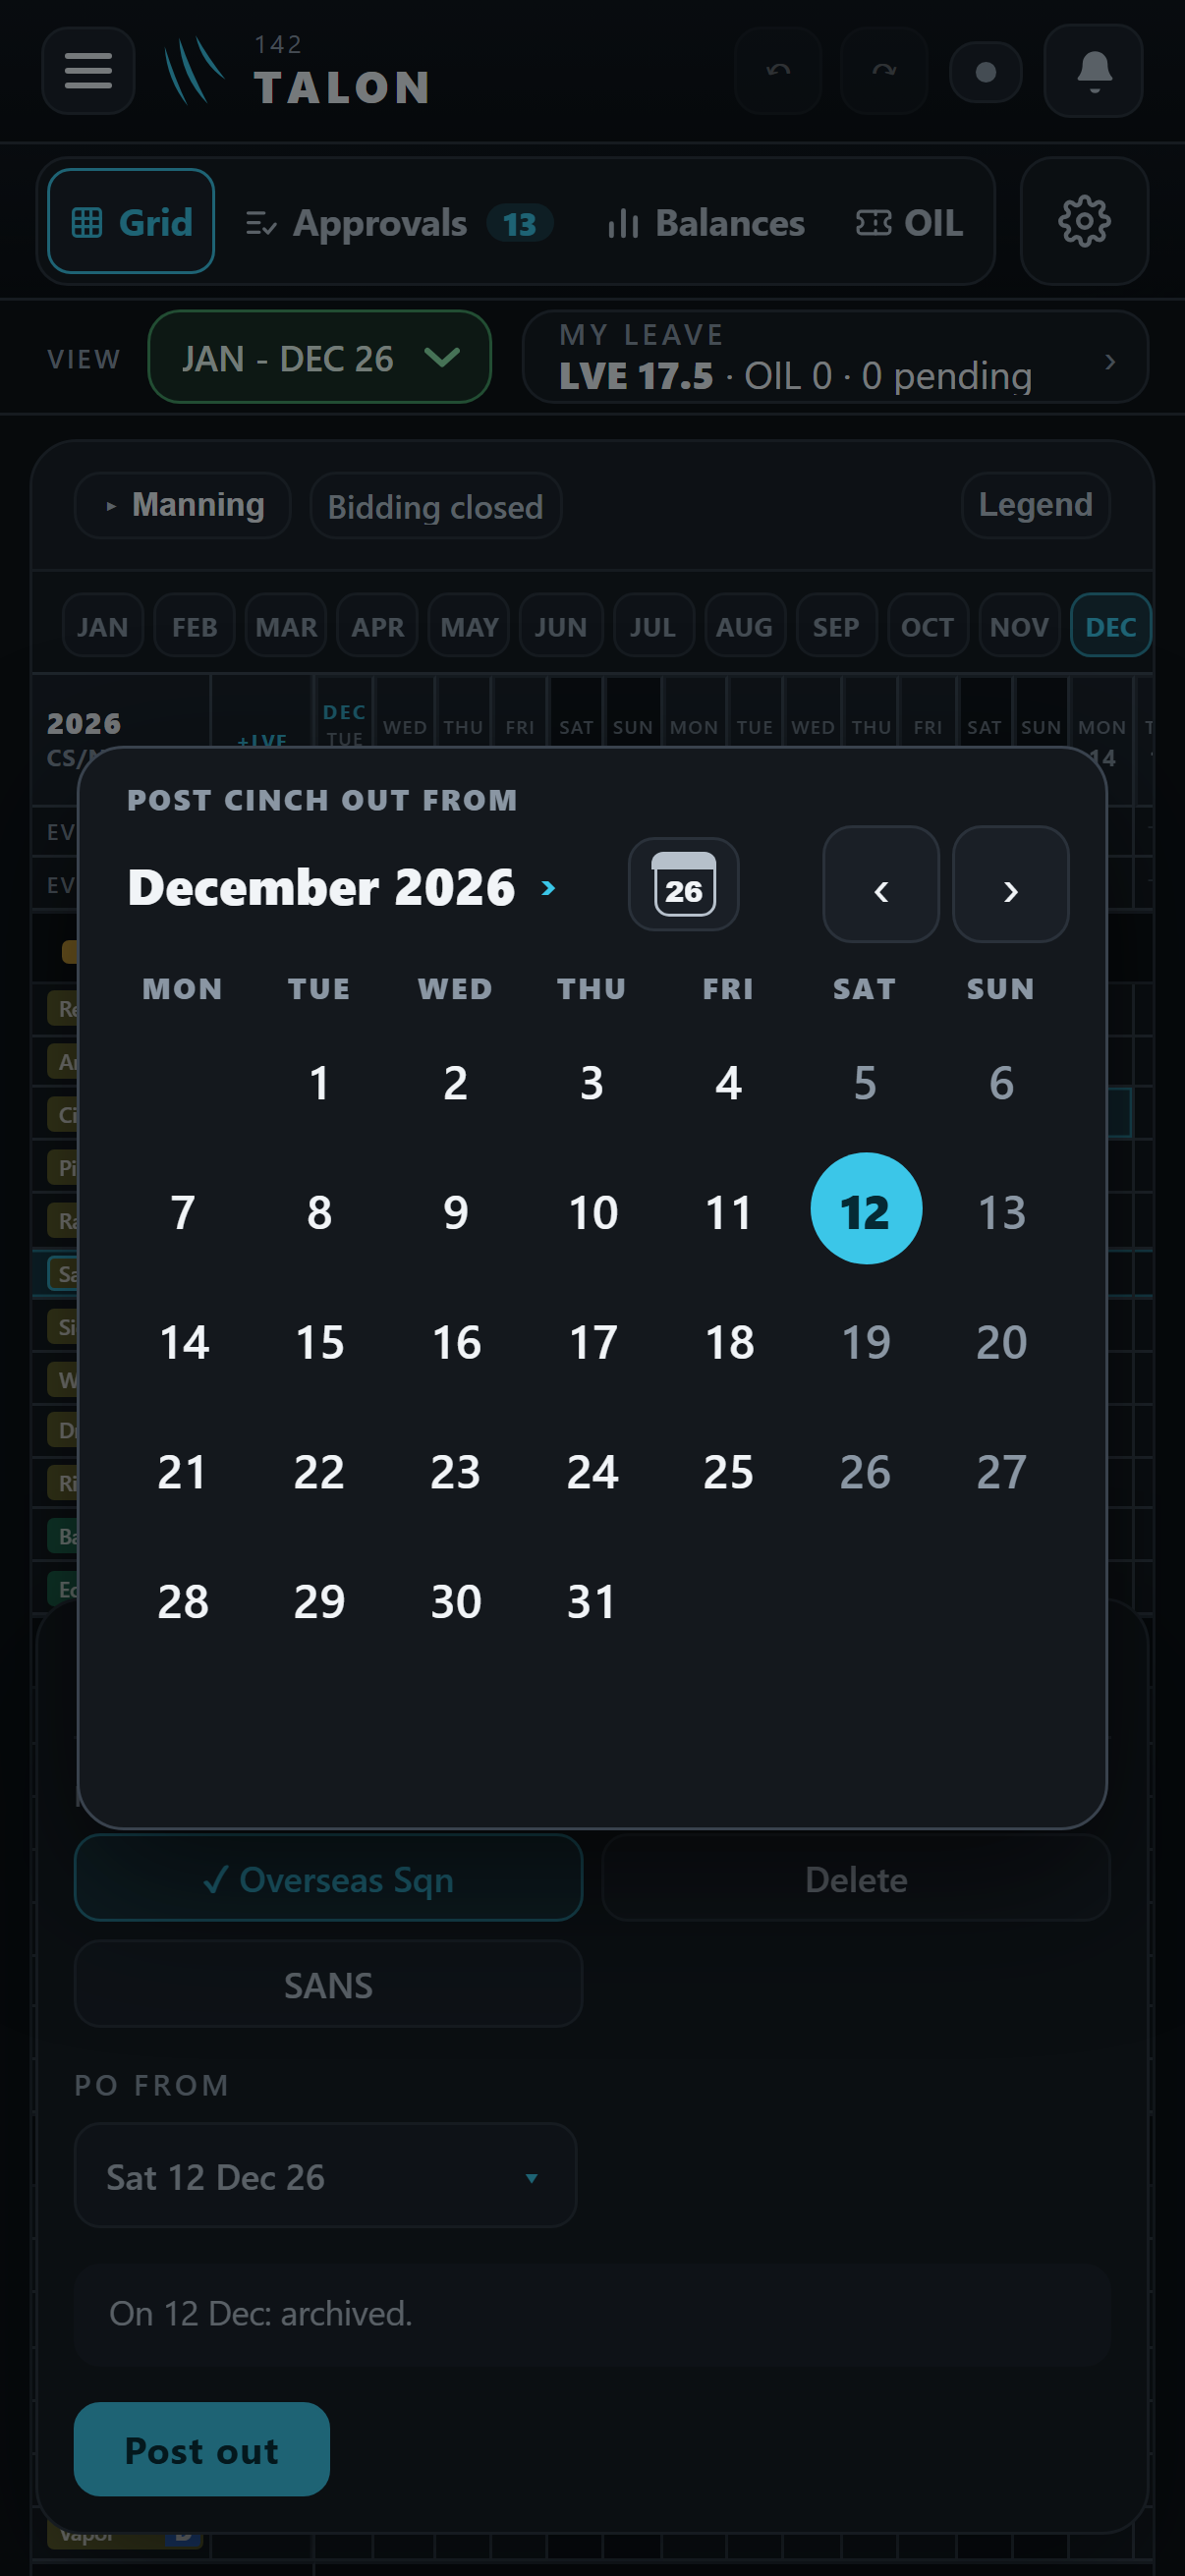 142
TALON
Grid
Approvals 13
Balances
OIL
VIEW
JAN - DEC 26
MY LEAVE
LVE 17.5 · OIL 0 · 0 pending
Manning
Bidding closed
Legend
JAN FEB MAR APR MAY JUN JUL AUG SEP OCT NOV DEC
2026
+LVE
DEC
TUE WED THU FRI SAT SUN MON TUE WED THU FRI SAT SUN MON
14
POST CINCH OUT FROM
December 2026 ›
26
‹ ›
MON TUE WED THU FRI SAT SUN
1 2 3 4 5 6
7 8 9 10 11 12 13
14 15 16 17 18 19 20
21 22 23 24 25 26 27
28 29 30 31
✓ Overseas Sqn
Delete
SANS
PO FROM
Sat 12 Dec 26
On 12 Dec: archived.
Post out